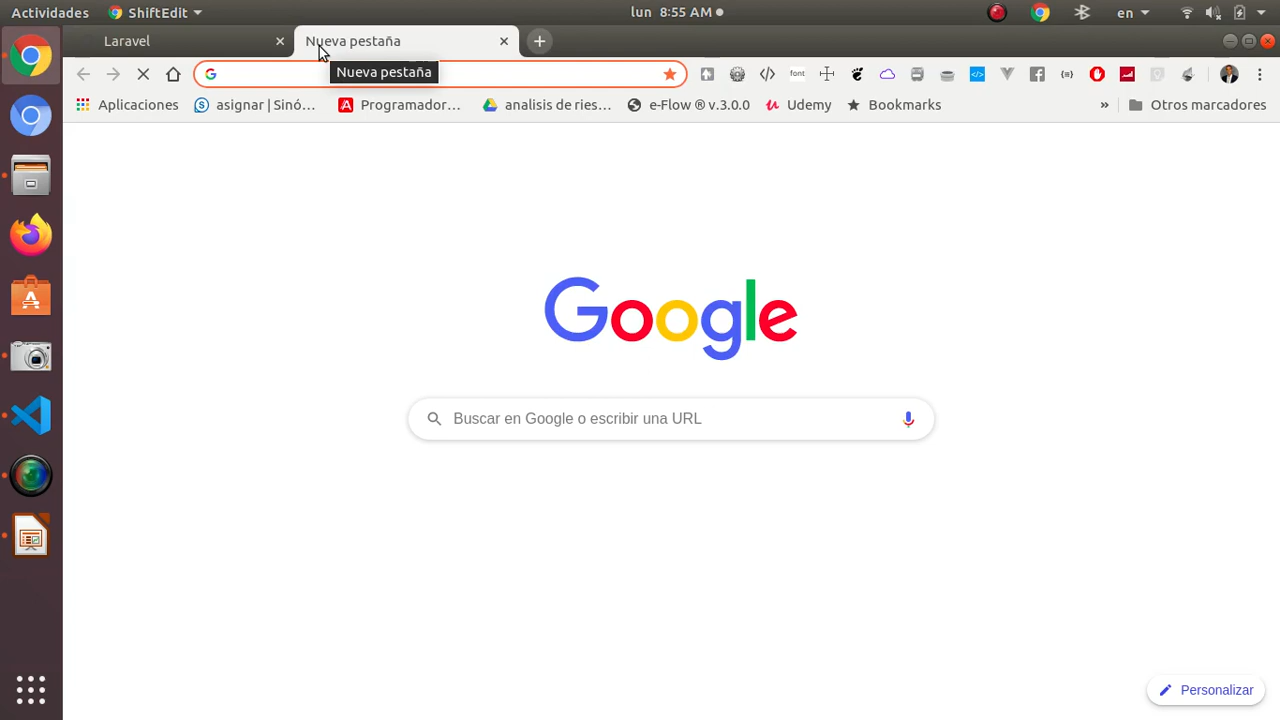 Actividades ShiftEdit lun 8:55 AM en
Laravel Nueva pestaña
Nueva pestaña
Aplicaciones asignar | Sinó... Programador... analisis de ries... e-Flow ® v.3.0.0 Udemy Bookmarks » Otros marcadores
Google
Buscar en Google o escribir una URL
Personalizar